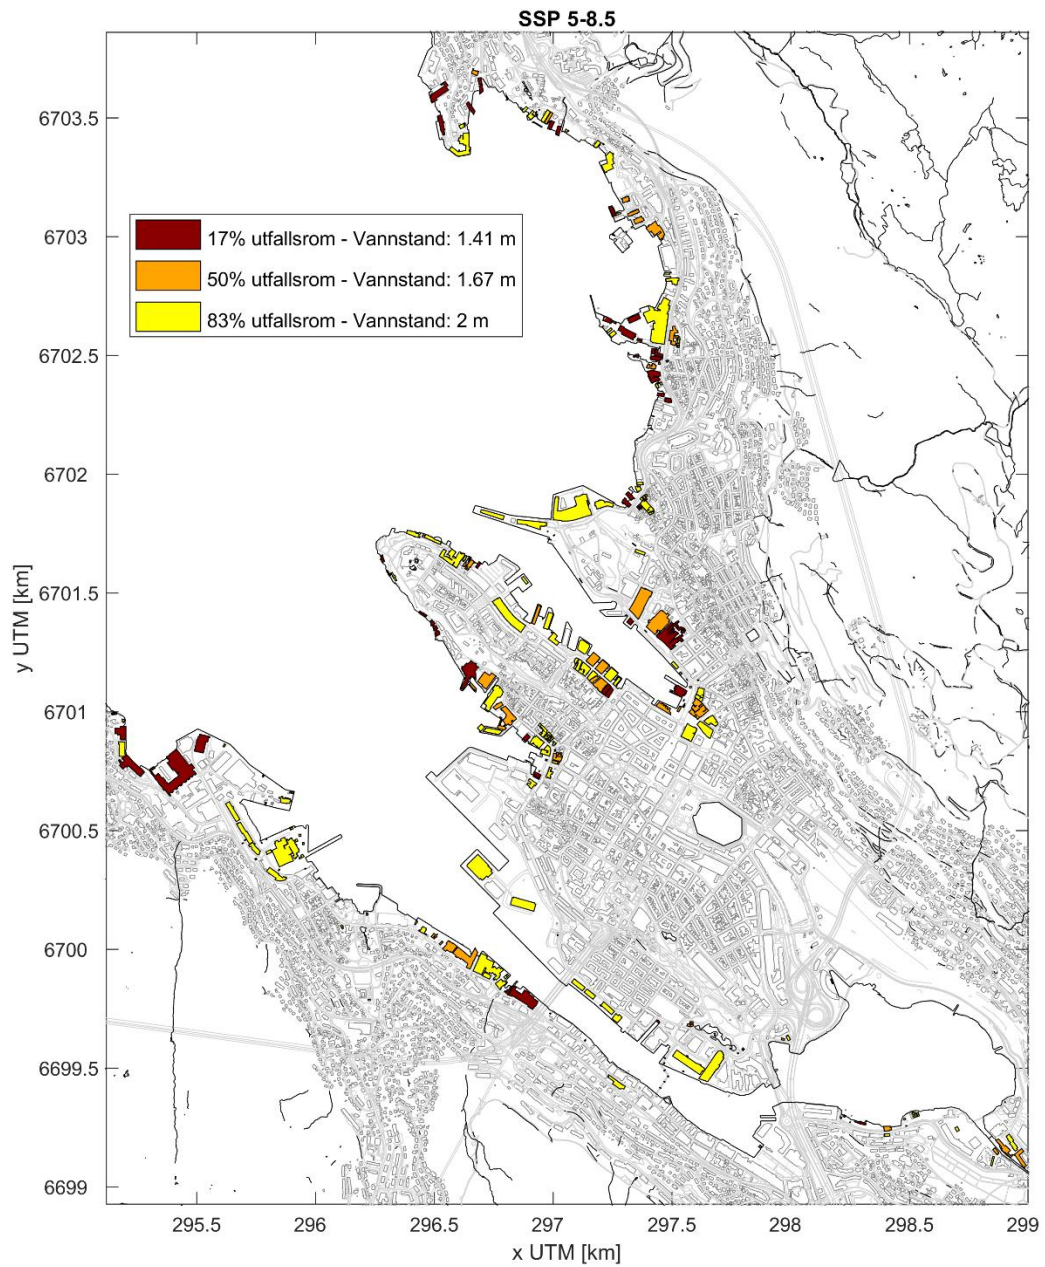 SSP 5-8.5
6703.5
6703
17% utfallsrom - Vannstand: 1.41 m
50% utfallsrom - Vannstand: 1.67 m
83% utfallsrom - Vannstand: 2 m
6702.5
6702
6701.5
y UTM [km]
6701
6700.5
6700
6699.5
6699
295.5 296 296.5 297 297.5 298 298.5 299
x UTM [km]